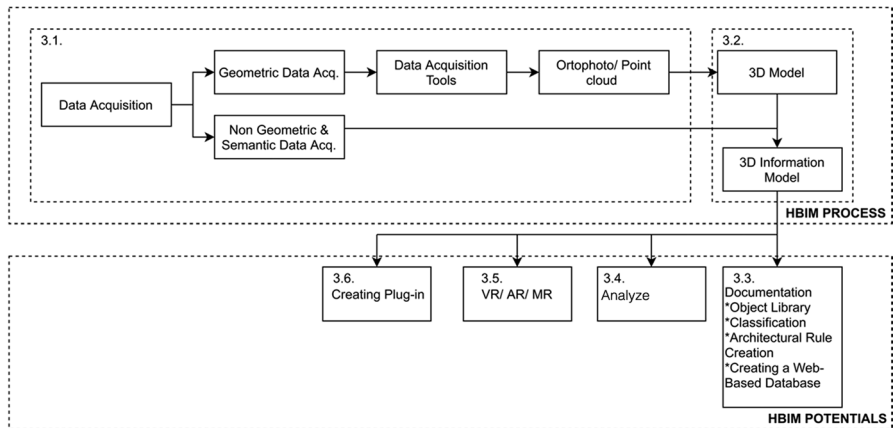 3.1.
Data Acquisition
Geometric Data Acq.
Data Acquisition
Tools
Ortophoto/ Point
cloud
Non Geometric &
Semantic Data Acq.
3.2.
3D Model
3D Information
Model
HBIM PROCESS
3.6.
Creating Plug-in
3.5.
VR/ AR/ MR
3.4.
Analyze
3.3.
Documentation
*Object Library
*Classification
*Architectural Rule
Creation
*Creating a Web-
Based Database
HBIM POTENTIALS